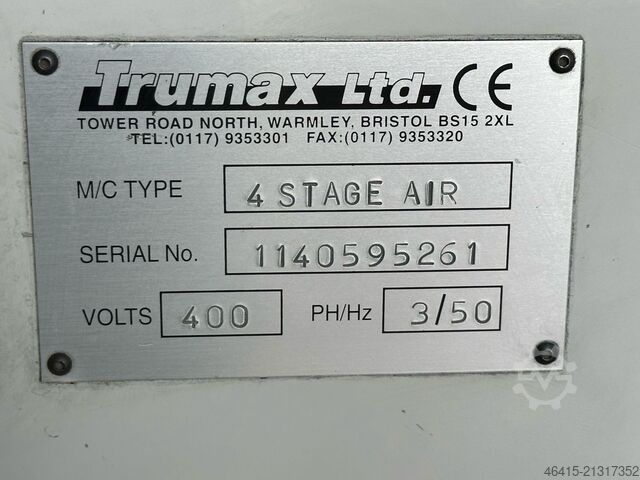 Trumax Ltd. CE
TOWER ROAD NORTH, WARMLEY, BRISTOL BS15 2XL
TEL:(0117) 9353301 FAX:(0117) 9353320
M/C TYPE 4 STAGE AIR
SERIAL No. 1140595261
VOLTS 400 PH/Hz 3/50
46415-21317352